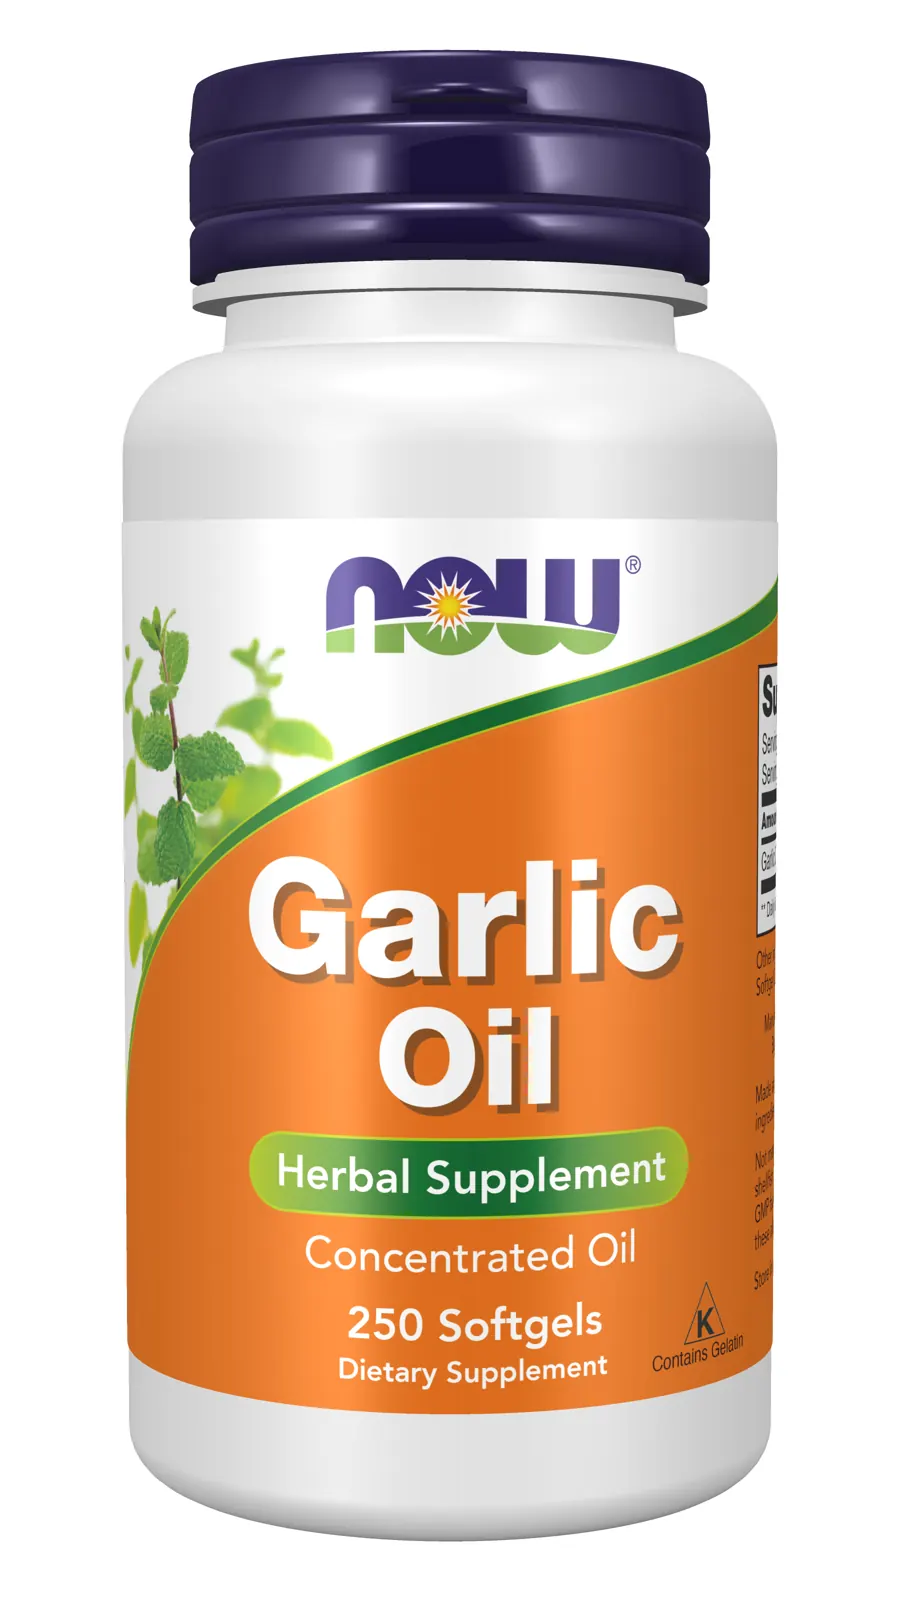 now®
Garlic
Oil
Herbal Supplement
Concentrated Oil
250 Softgels
Dietary Supplement
K
Contains Gelatin